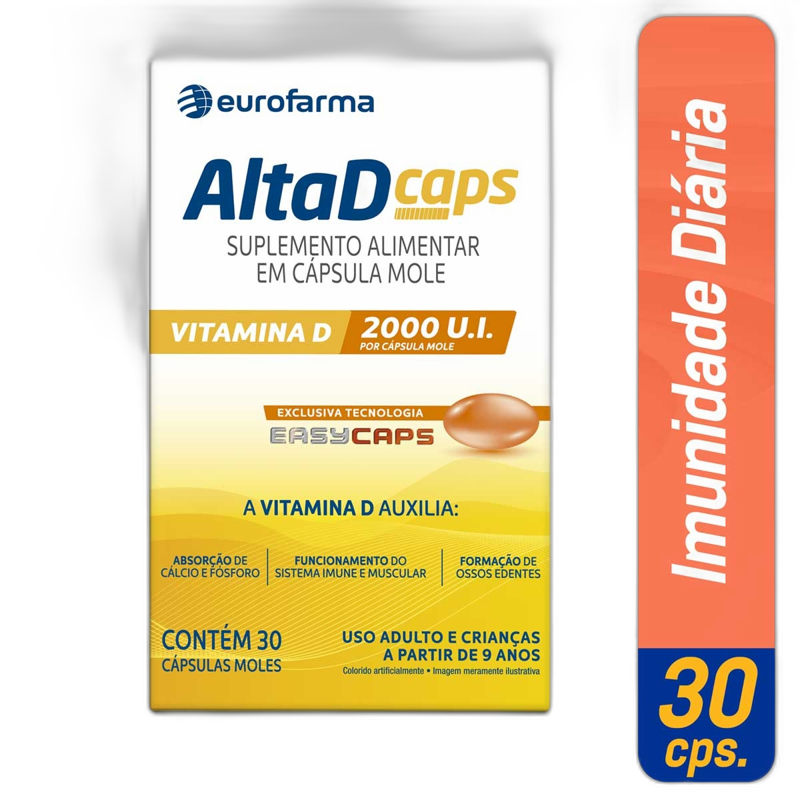 eurofarma
AltaD caps
SUPLEMENTO ALIMENTAR
EM CÁPSULA MOLE
VITAMINA D
2000 U.I.
POR CÁPSULA MOLE
EXCLUSIVA TECNOLOGIA
EASYCAPS
A VITAMINA D AUXILIA:
ABSORÇÃO DE
CÁLCIO E FÓSFORO
FUNCIONAMENTO DO
SISTEMA IMUNE E MUSCULAR
FORMAÇÃO DE
OSSOS E DENTES
CONTÉM 30
CÁPSULAS MOLES
USO ADULTO E CRIANÇAS
A PARTIR DE 9 ANOS
Colorido artificialmente • Imagem meramente ilustrativa
Imunidade Diária
30
cps.